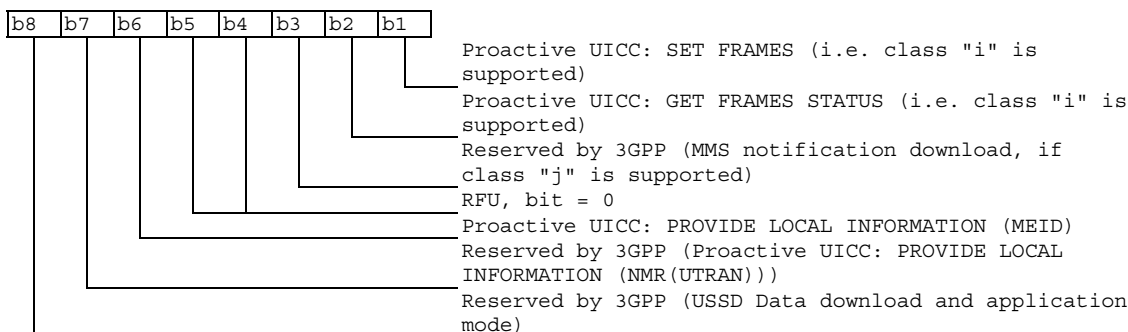 b8 b7 b6 b5 b4 b3 b2 b1
Proactive UICC: SET FRAMES (i.e. class "i" is
supported)
Proactive UICC: GET FRAMES STATUS (i.e. class "i" is
supported)
Reserved by 3GPP (MMS notification download, if
class "j" is supported)
RFU, bit = 0
Proactive UICC: PROVIDE LOCAL INFORMATION (MEID)
Reserved by 3GPP (Proactive UICC: PROVIDE LOCAL
INFORMATION (NMR(UTRAN)))
Reserved by 3GPP (USSD Data download and application
mode)